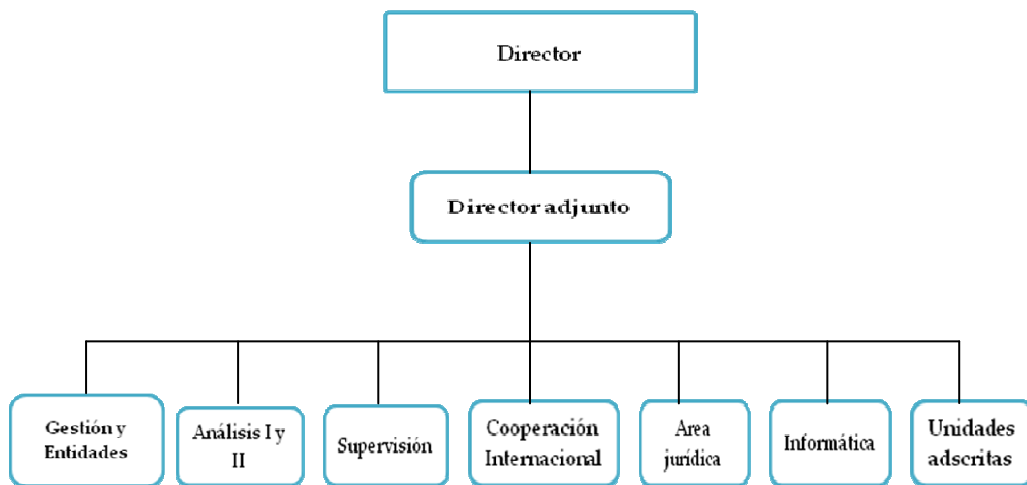 Director
Director adjunto
Gestión y
Entidades
Análisis I y
II
Supervisión
Cooperación
Internacional
Area
jurídica
Informática
Unidades
adscritas